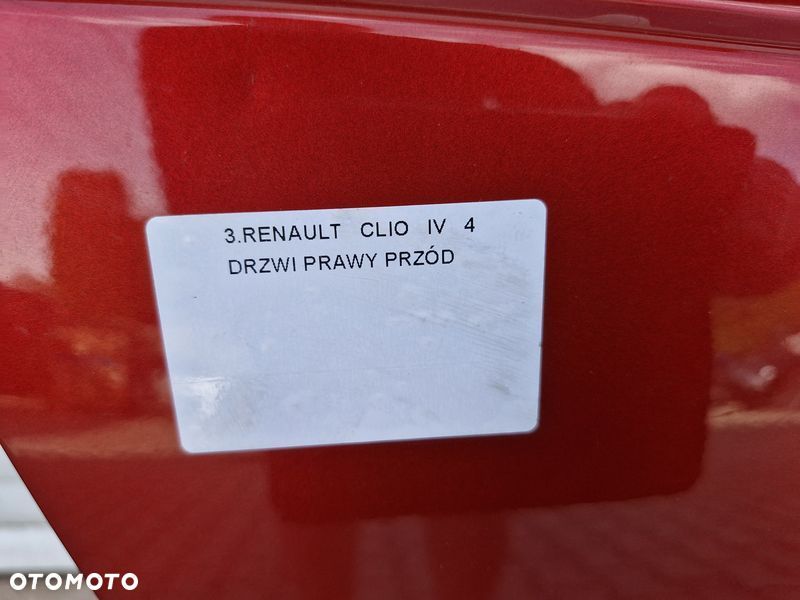 3.RENAULT CLIO IV 4
DRZWI PRAWY PRZÓD
OTOMOTO